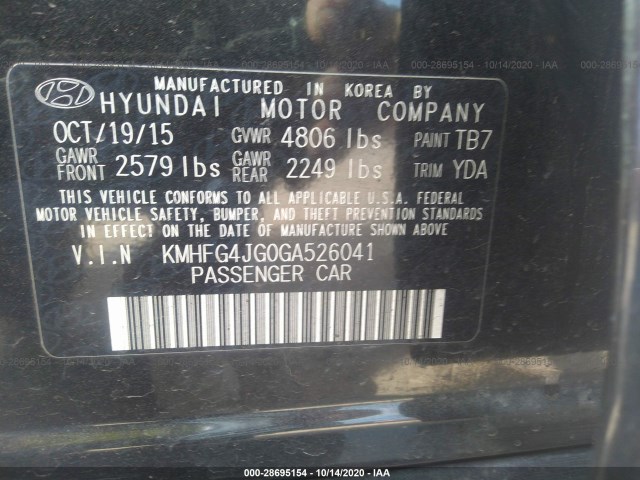 000-28695154 | 10/14/2020 | IAA
MANUFACTURED IN KOREA BY
HYUNDAI MOTOR COMPANY
OCT/19/15 GVWR 4806 lbs PAINT TB7
GAWR FRONT 2579 lbs GAWR REAR 2249 lbs TRIM YDA
THIS VEHICLE CONFORMS TO ALL APPLICABLE U.S.A. FEDERAL
MOTOR VEHICLE SAFETY, BUMPER, AND THEFT PREVENTION STANDARDS
IN EFFECT ON THE DATE OF MANUFACTURE SHOWN ABOVE
V.I.N KMHFG4JG0GA526041
PASSENGER CAR
000-28695154 | 10/14/2020 | IAA